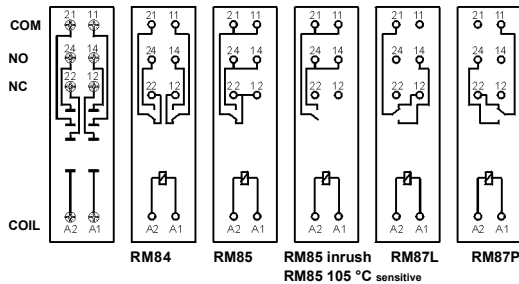 COM 21 11 21 11 21 11 21 11 21 11 21 11
NO 24 14 24 14 24 14 24 14 24 14 24 14
NC 22 12 22 12 22 12 22 12 22 12 22 12
COIL A2 A1 A2 A1 A2 A1 A2 A1 A2 A1 A2 A1
RM84 RM85 RM85 inrush RM87L RM87P
RM85 105 °C sensitive